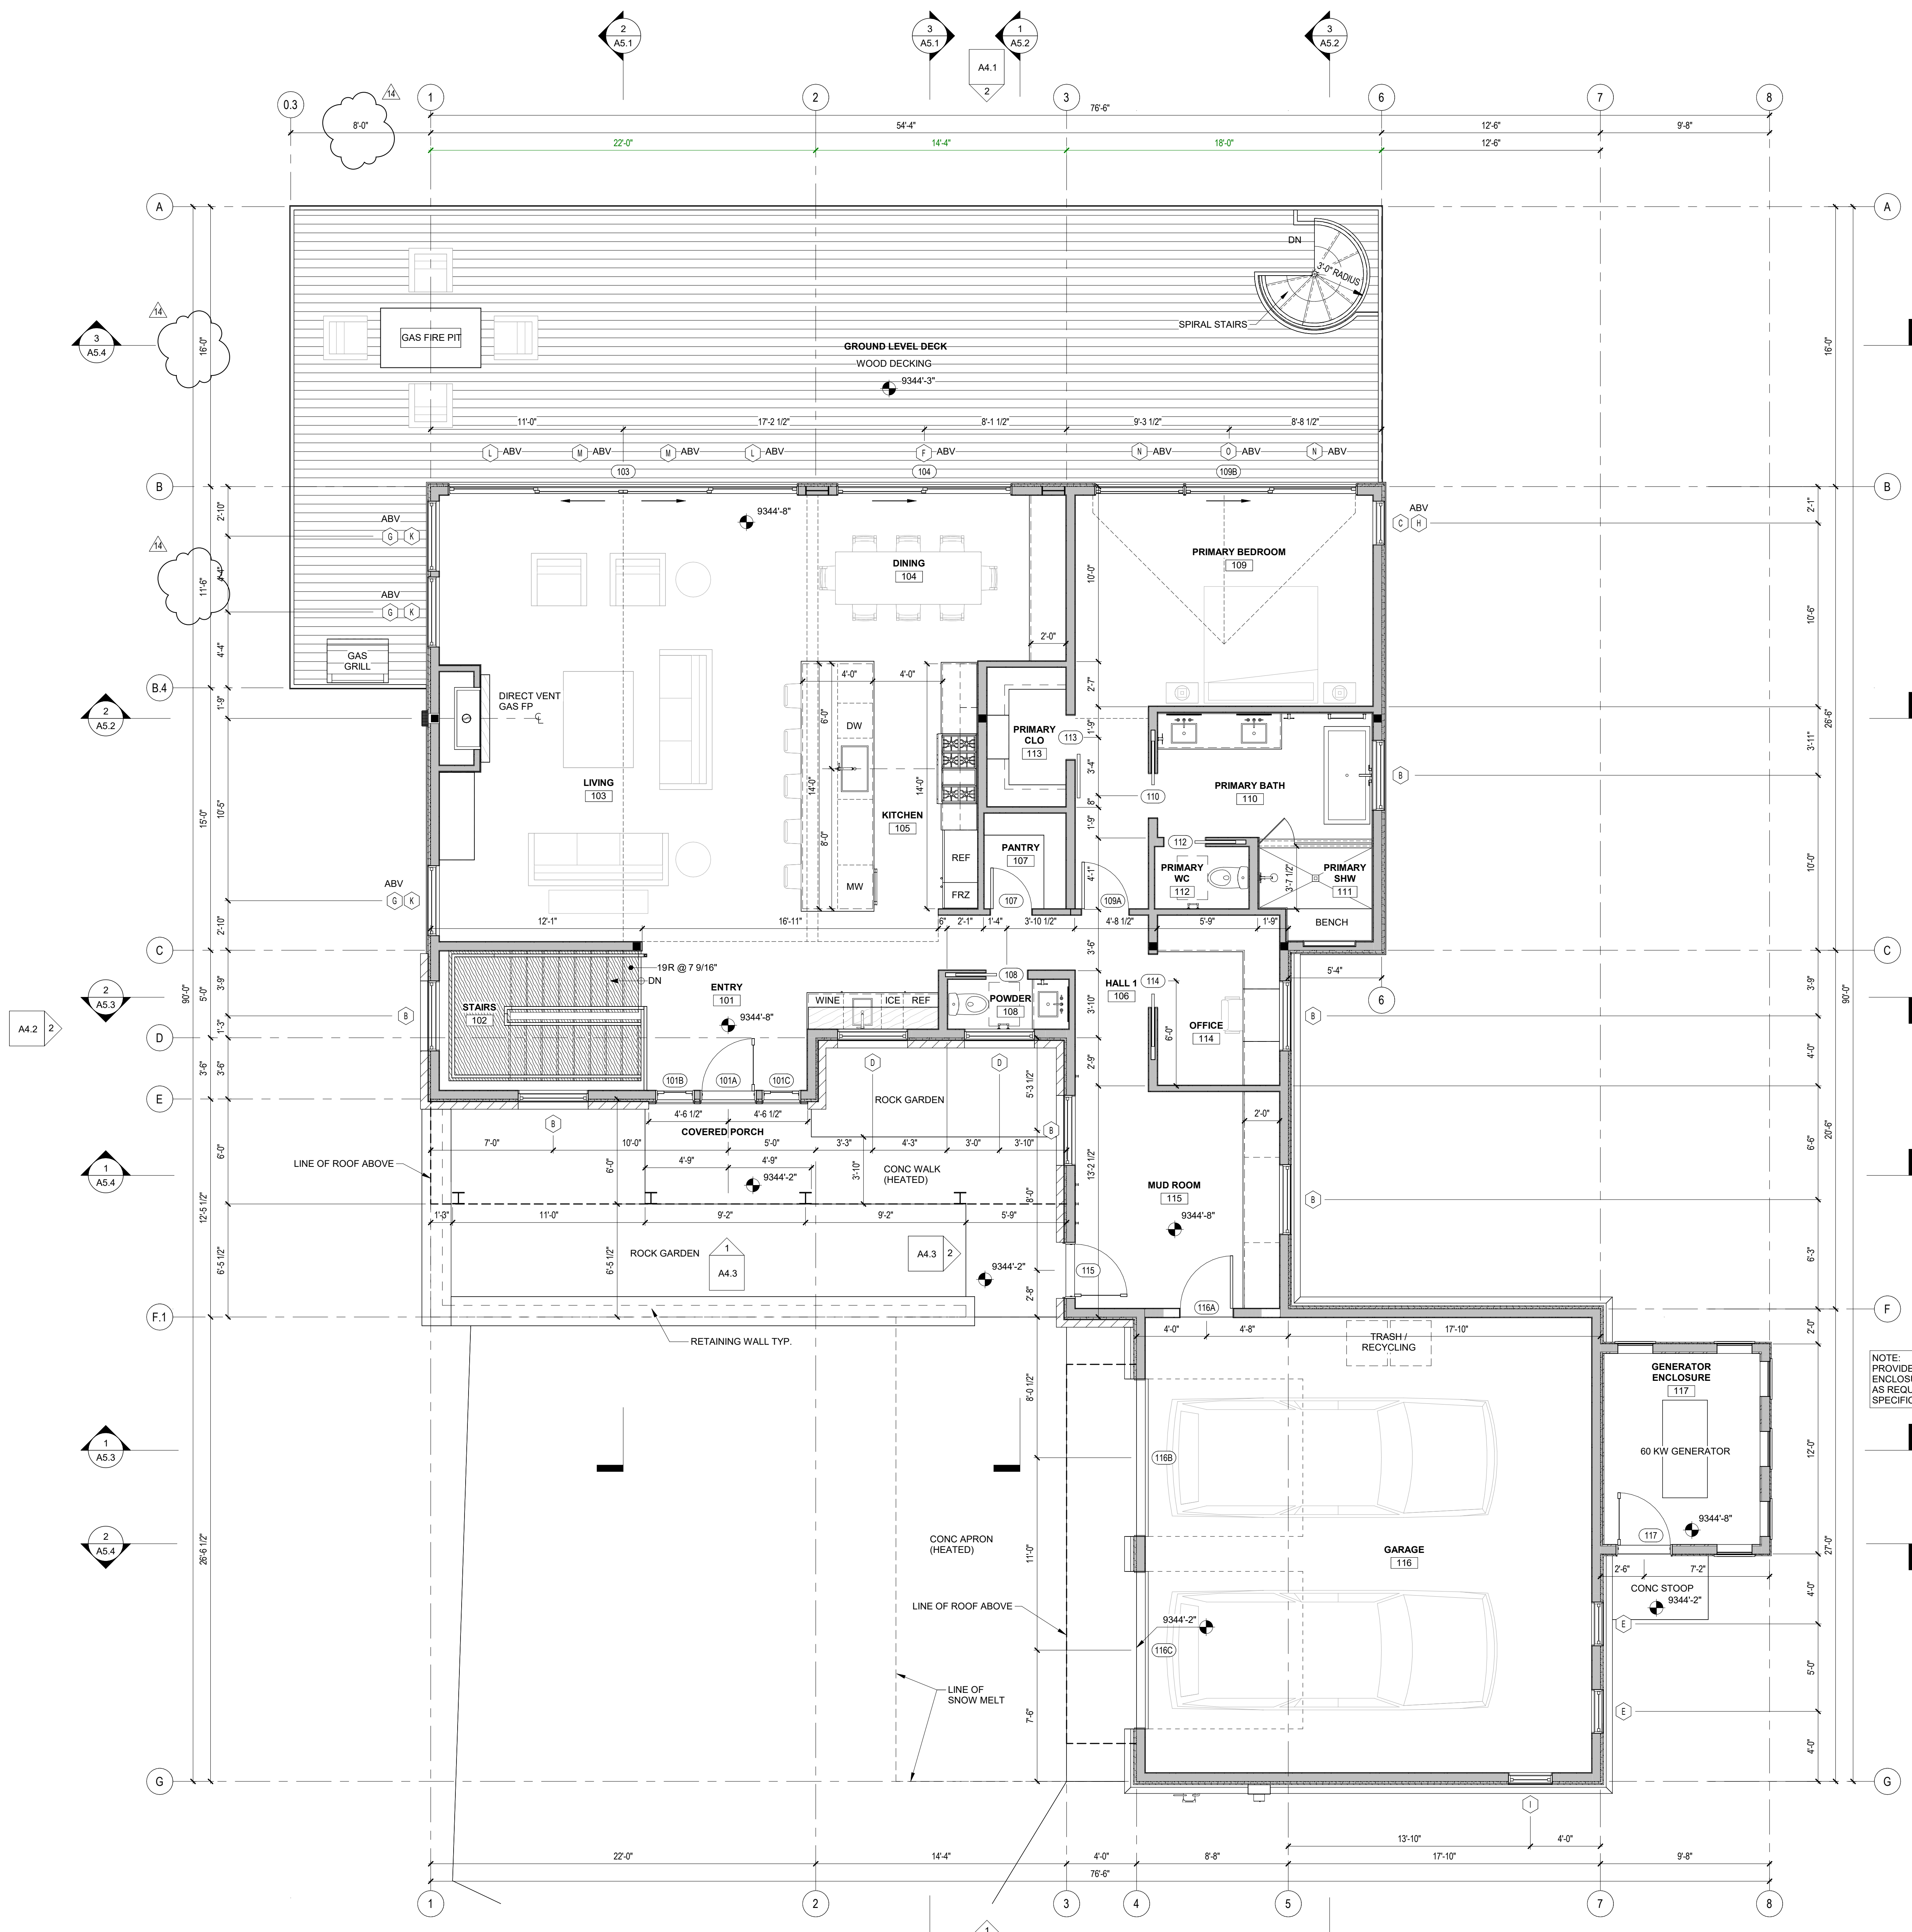 2
A5.1
3
A5.1
1
A5.2
3
A5.2
A4.1
2
0.3
1
2
3
6
7
8
14
76'-6"
8'-0"
54'-4"
12'-6"
9'-8"
22'-0"
14'-4"
18'-0"
12'-6"
A
A
DN
3'-0" RADIUS
SPIRAL STAIRS
14
3
A5.4
16'-0"
16'-0"
GAS FIRE PIT
GROUND LEVEL DECK
WOOD DECKING
9344'-3"
11'-0"
17'-2 1/2"
8'-1 1/2"
9'-3 1/2"
8'-8 1/2"
L ABV
M ABV
M ABV
L ABV
F ABV
N ABV
O ABV
N ABV
103
104
109B
B
B
2'-10"
ABV
G K
9344'-8"
ABV
C H
2'-1"
14
11'-6"
4'-4"
ABV
G K
4'-4"
DINING
104
PRIMARY BEDROOM
109
10'-0"
10'-6"
2'-0"
GAS
GRILL
B.4
1'-9"
2
A5.2
DIRECT VENT
GAS FP
4'-0"
4'-0"
6'-0"
DW
2'-7"
1'-9"
PRIMARY
CLO
113
113
26'-6"
3'-11"
B
3'-4"
8"
110
PRIMARY BATH
110
LIVING
103
14'-0"
14'-0"
8'-0"
KITCHEN
105
15'-0"
10'-5"
1'-9"
REF
FRZ
MW
PANTRY
107
107
112
PRIMARY
WC
112
PRIMARY
SHW
111
3'-7 1/2"
BENCH
4'-1"
109A
10'-0"
ABV
G K
2'-10"
12'-1"
16'-11"
6"
2'-1"
1'-4"
3'-10 1/2"
4'-8 1/2"
5'-9"
1'-9"
C
C
90'-0"
90'-0"
3'-6"
5'-4"
6
2
A5.3
5'-0"
3'-9"
1'-3"
19R @ 7 9/16"
DN
STAIRS
102
ENTRY
101
9344'-8"
WINE
ICE
REF
108
POWDER
108
HALL 1
106
114
3'-10"
OFFICE
114
6'-0"
3'-9"
B
B
A4.2
2
D
3'-6"
3'-6"
D
D
2'-9"
4'-0"
101B
101A
101C
E
ROCK GARDEN
5'-3 1/2"
4'-6 1/2"
4'-6 1/2"
COVERED PORCH
B
B
2'-0"
20'-6"
6'-6"
7'-0"
10'-0"
5'-0"
3'-3"
4'-3"
3'-0"
3'-10"
6'-0"
6'-0"
LINE OF ROOF ABOVE
4'-9"
4'-9"
3'-10"
CONC WALK
(HEATED)
9344'-2"
13'-2 1/2"
8'-0"
1
A5.4
MUD ROOM
115
9344'-8"
B
12'-5 1/2"
1'-3"
11'-0"
9'-2"
9'-2"
5'-9"
6'-5 1/2"
6'-5 1/2"
ROCK GARDEN
1
A4.3
A4.3
2
9344'-2"
115
2'-8"
6'-3"
F.1
F
116A
RETAINING WALL TYP.
4'-0"
4'-8"
17'-10"
2'-0"
TRASH /
RECYCLING
GENERATOR
ENCLOSURE
117
NOTE:
PROVIDE
8'-0 1/2"
1
A5.3
116B
60 KW GENERATOR
12'-0"
9344'-8"
117
2
A5.4
26'-6 1/2"
CONC APRON
(HEATED)
11'-0"
GARAGE
116
27'-0"
2'-6"
7'-2"
CONC STOOP
9344'-2"
4'-0"
LINE OF ROOF ABOVE
9344'-2"
116C
E
5'-0"
LINE OF
SNOW MELT
7'-6"
E
4'-0"
G
G
I
13'-10"
4'-0"
22'-0"
14'-4"
4'-0"
8'-8"
17'-10"
9'-8"
76'-6"
1
2
3
4
5
7
8
1